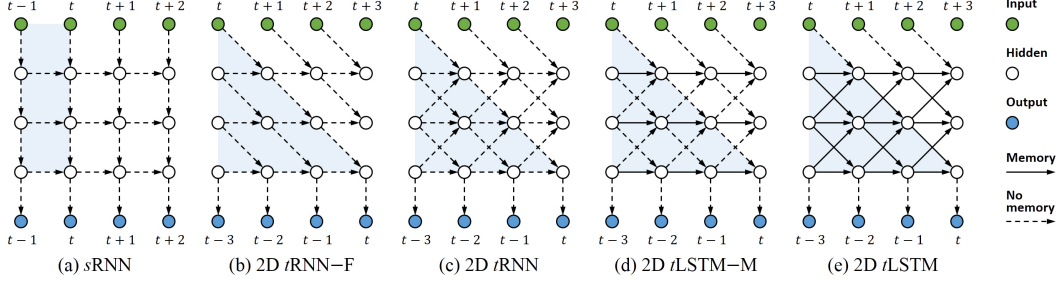 t − 1 t t + 1 t + 2 t t + 1 t + 2 t + 3 t t + 1 t + 2 t + 3 t t + 1 t + 2 t + 3 t t + 1 t + 2 t + 3
Input
Hidden
Output
Memory
No
memory
t − 1 t t + 1 t + 2 t − 3 t − 2 t − 1 t t − 3 t − 2 t − 1 t t − 3 t − 2 t − 1 t t − 3 t − 2 t − 1 t
(a) sRNN (b) 2D tRNN−F (c) 2D tRNN (d) 2D tLSTM−M (e) 2D tLSTM